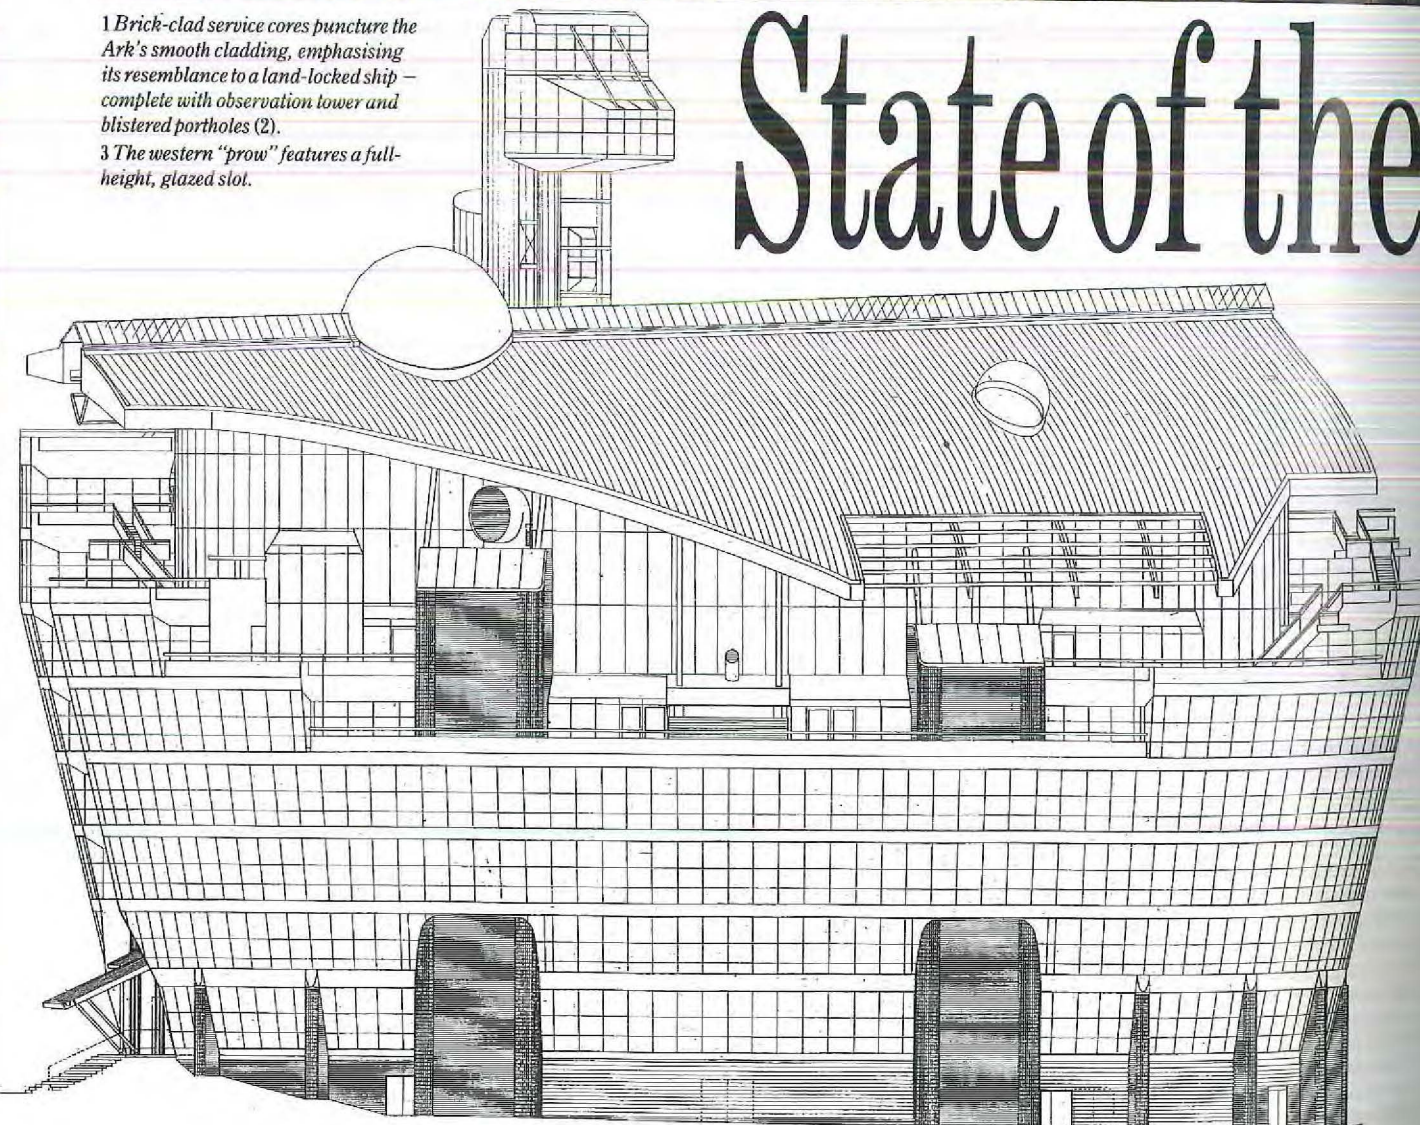 1 Brick-clad service cores puncture the
Ark's smooth cladding, emphasising
its resemblance to a land-locked ship –
complete with observation tower and
blistered portholes (2).
3 The western "prow" features a full-
height, glazed slot.
State of the